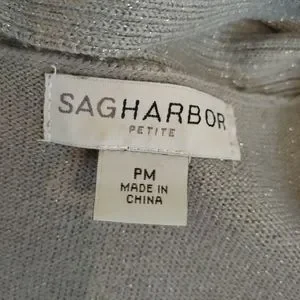 SAGHARBOR
PETITE
PM
MADE IN
CHINA